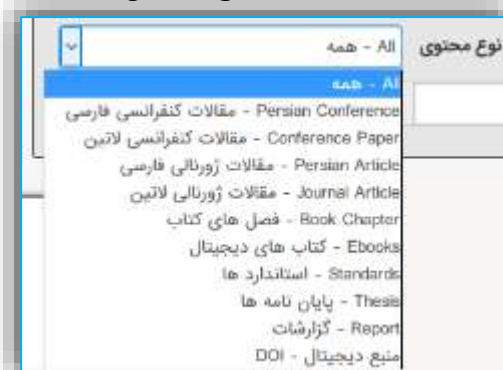 نوع محتوی
All - همه
All - همه
Persian Conference - مقالات کنفرانسی فارسی
Conference Paper - مقالات کنفرانسی لاتین
Persian Article - مقالات ژورنالی فارسی
Journal Article - مقالات ژورنالی لاتین
Book Chapter - فصل های کتاب
Ebooks - کتاب های دیجیتال
Standards - استاندارد ها
Thesis - پایان نامه ها
Report - گزارشات
منبع دیجیتال - DOI